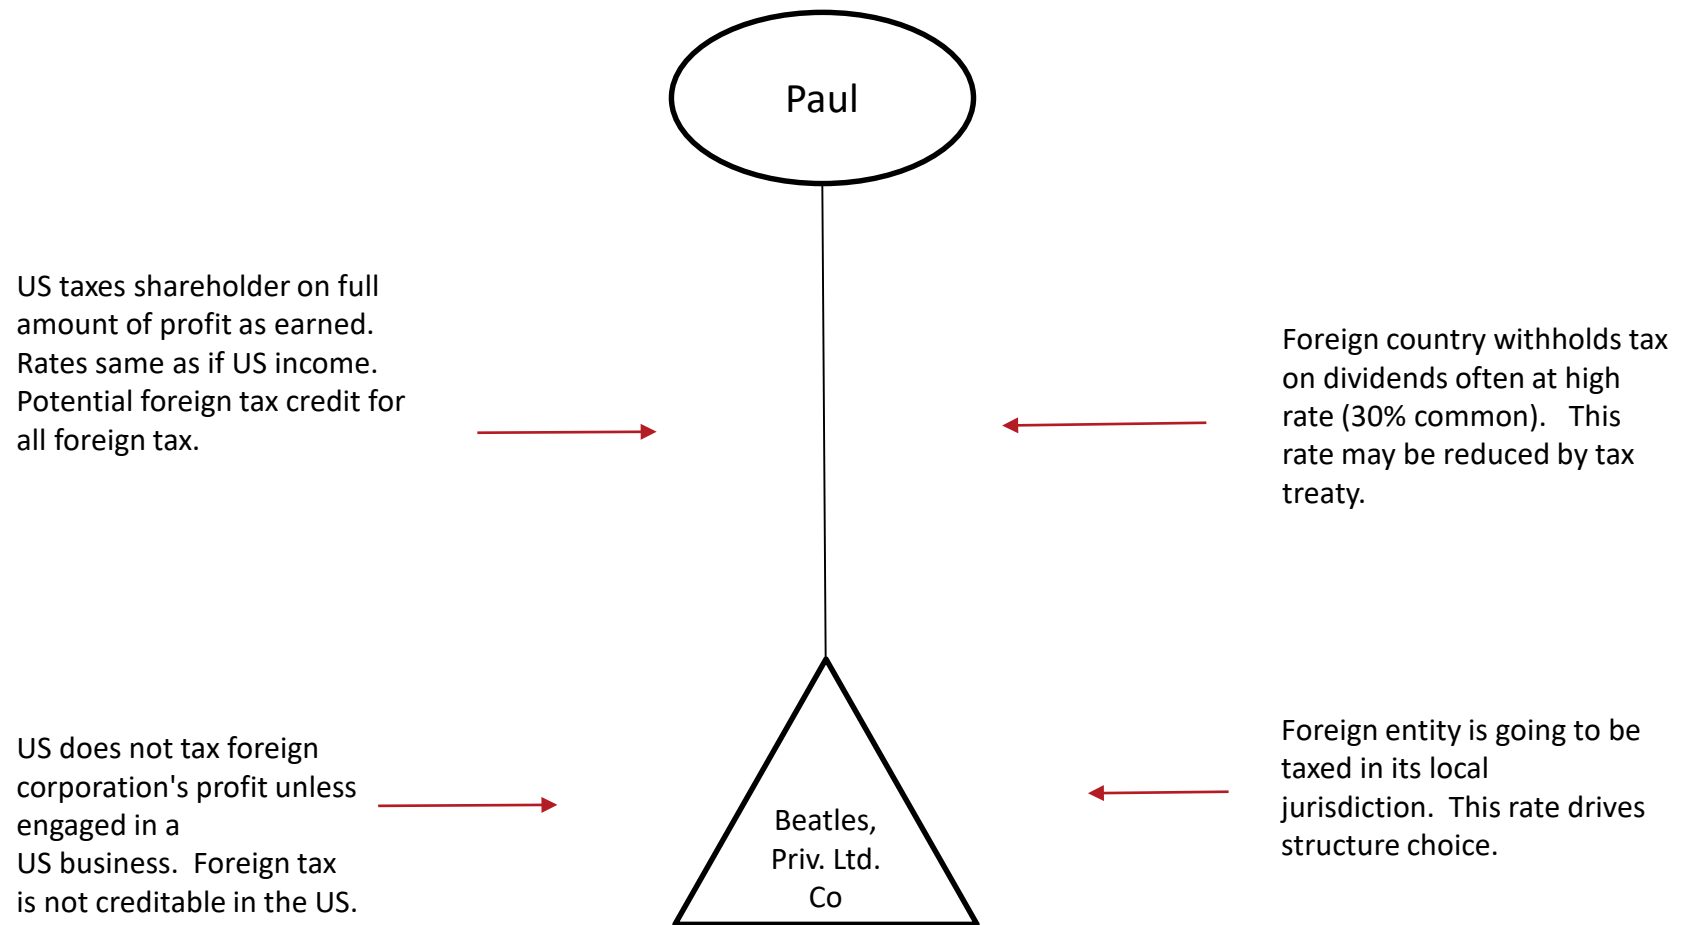 Paul
US taxes shareholder on full
amount of profit as earned.
Rates same as if US income.
Potential foreign tax credit for
all foreign tax.
Foreign country withholds tax
on dividends often at high
rate (30% common).   This
rate may be reduced by tax
treaty.
US does not tax foreign
corporation's profit unless
engaged in a
US business.  Foreign tax
is not creditable in the US.
Beatles,
Priv. Ltd.
Co
Foreign entity is going to be
taxed in its local
jurisdiction.  This rate drives
structure choice.